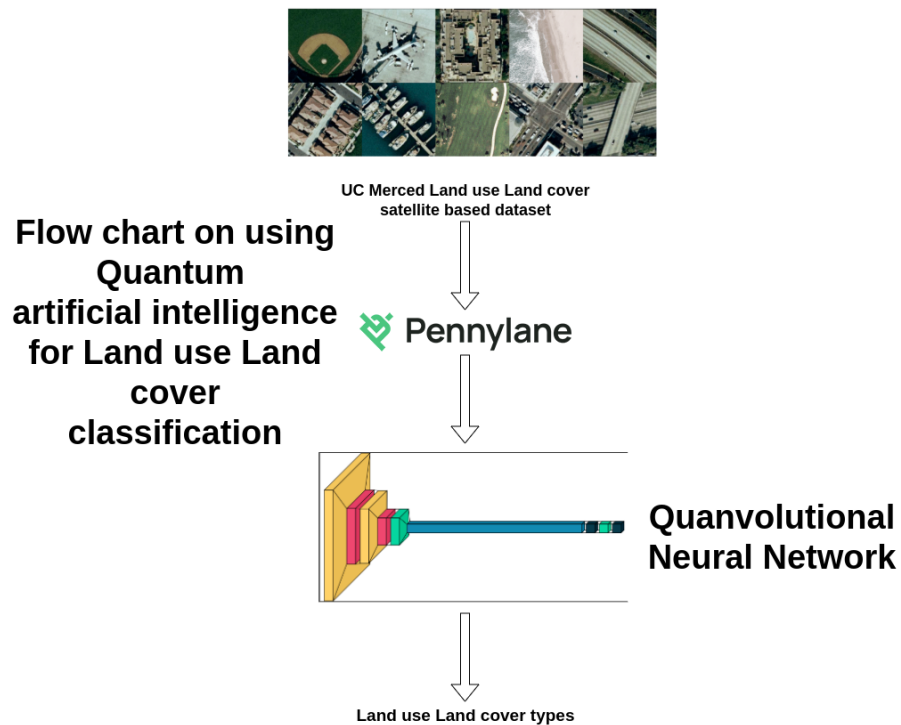 UC Merced Land use Land cover
satellite based dataset
Flow chart on using
Quantum
artificial intelligence
for Land use Land
cover
classification
Pennylane
Quanvolutional
Neural Network
Land use Land cover types